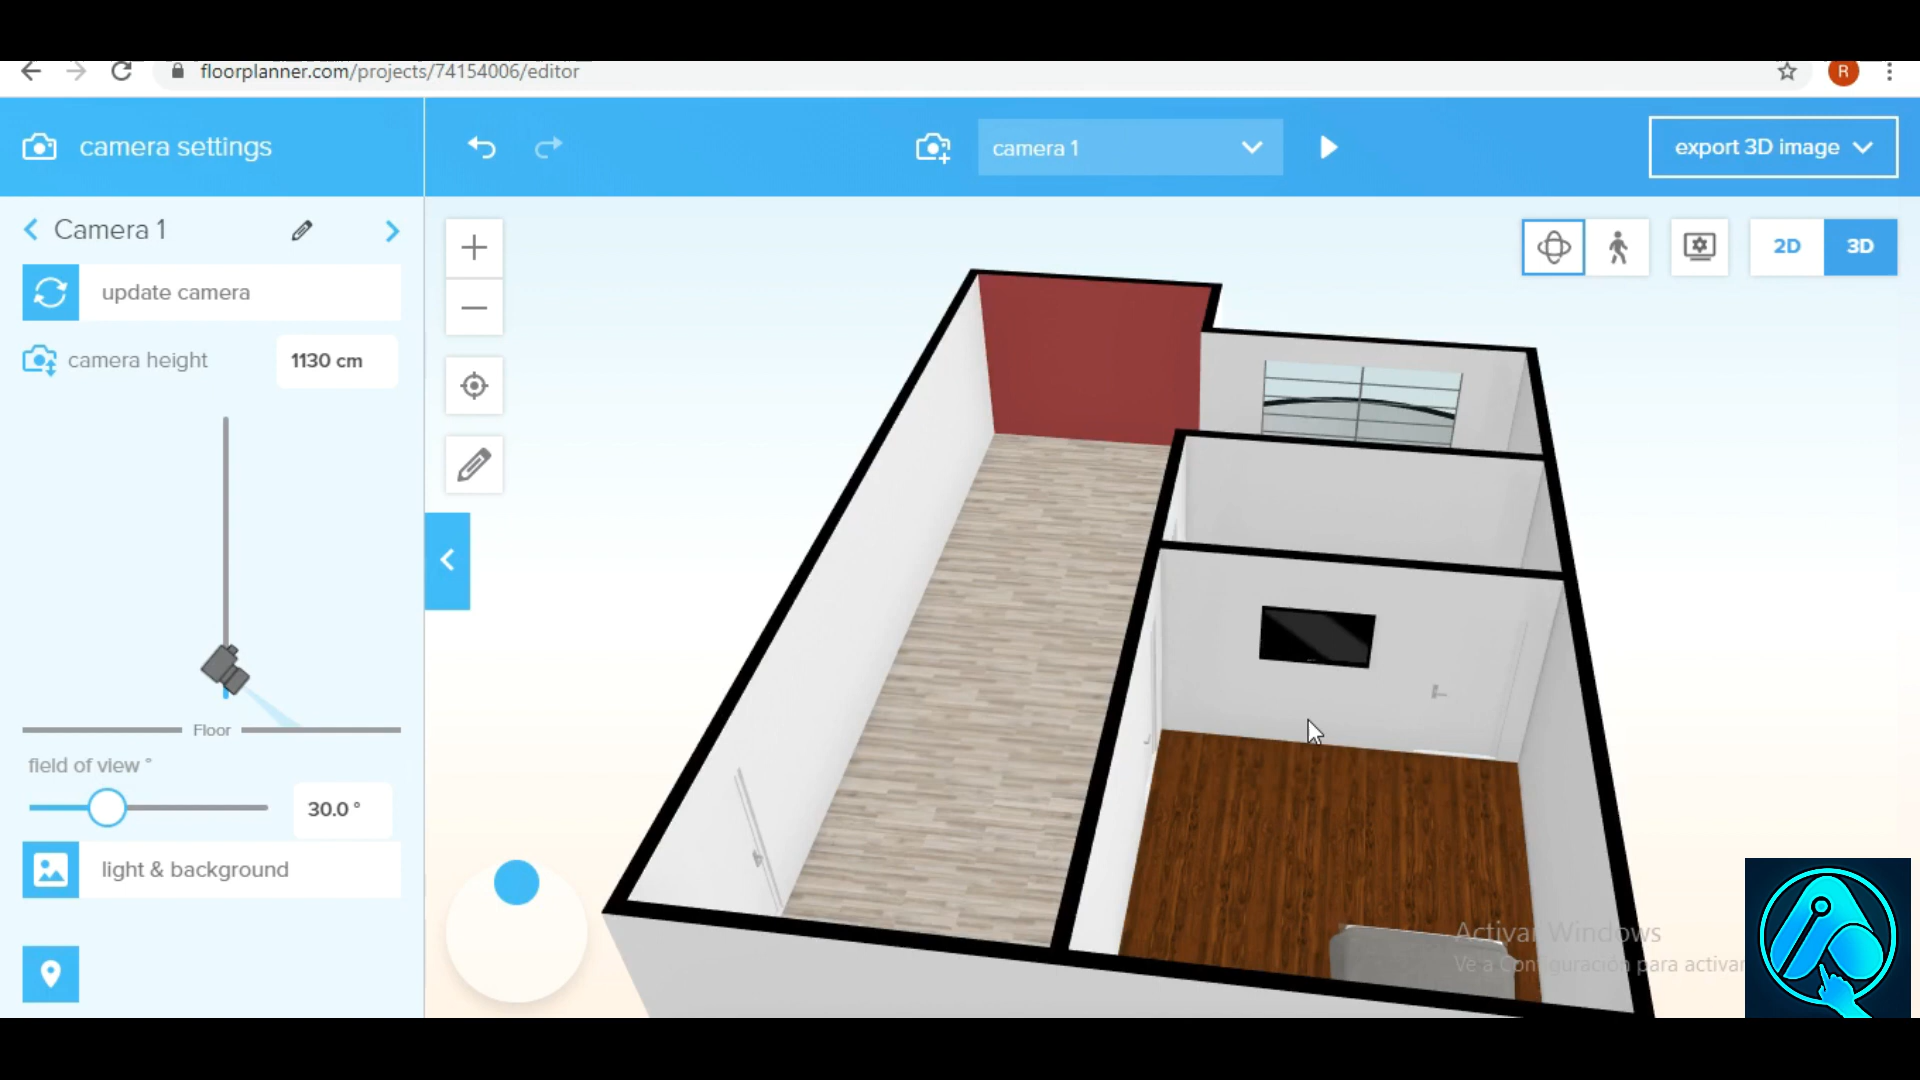 floorplanner.com/projects/74154006/editor
R
camera settings
camera 1
export 3D image
Camera 1
2D
3D
update camera
camera height
1130 cm
Floor
field of view °
30.0 °
light & background
Activar Windows
Ve a Configuración para activar